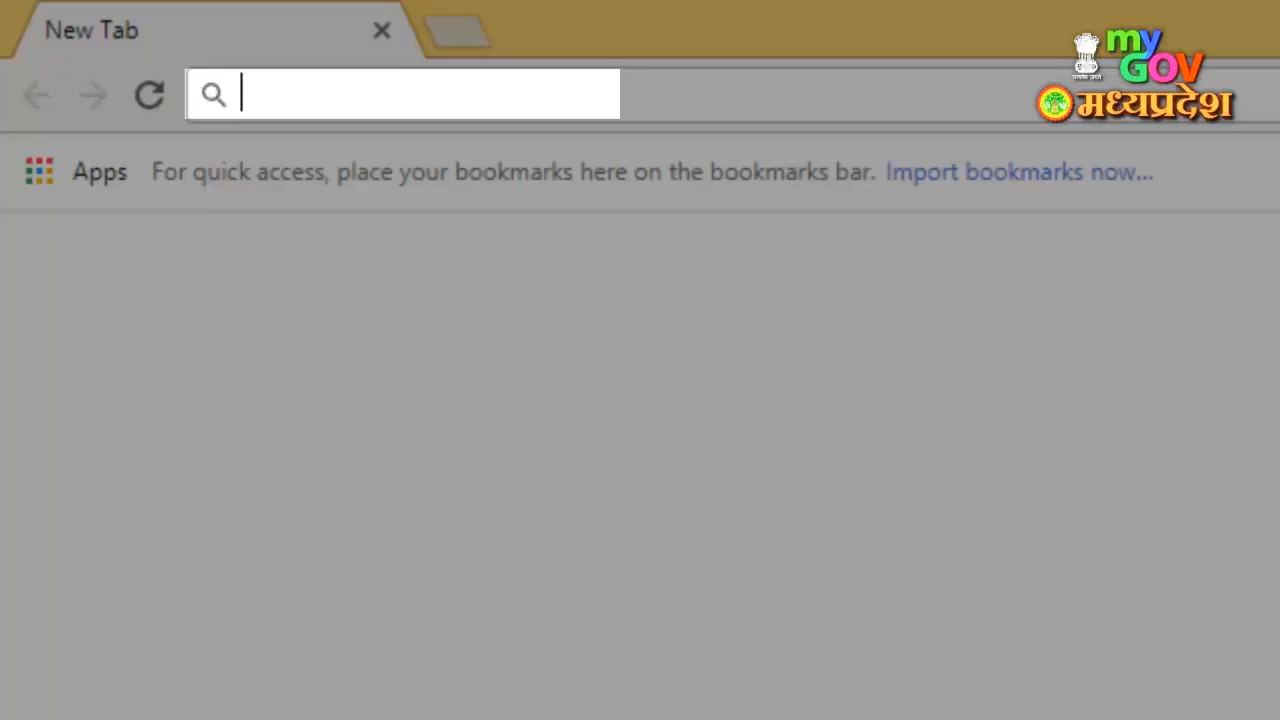 New Tab
my
GOV
मध्यप्रदेश
Apps For quick access, place your bookmarks here on the bookmarks bar. Import bookmarks now...